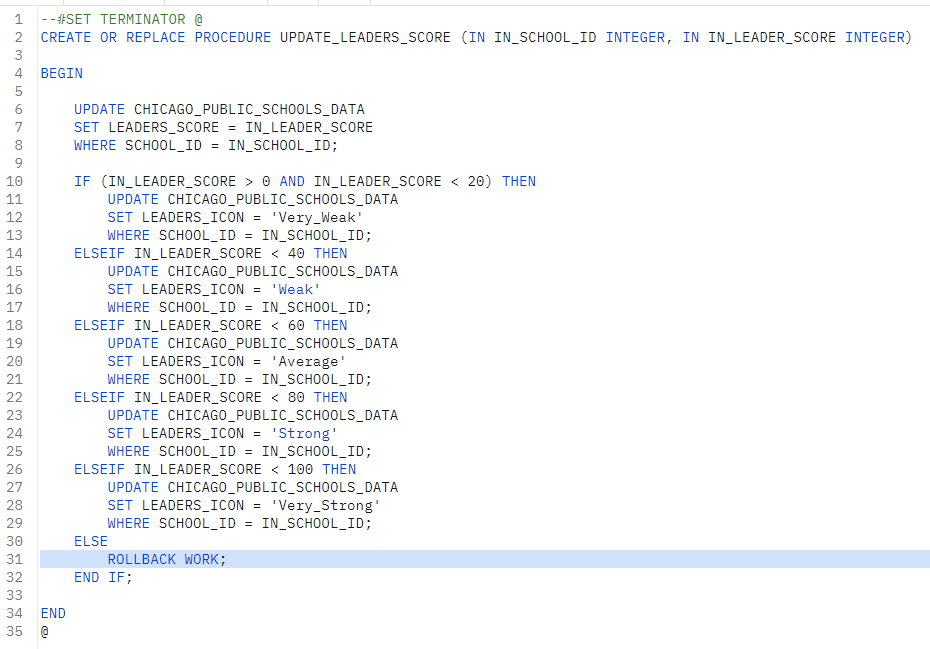 1 --#SET TERMINATOR @
2 CREATE OR REPLACE PROCEDURE UPDATE_LEADERS_SCORE (IN IN_SCHOOL_ID INTEGER, IN IN_LEADER_SCORE INTEGER)
3
4 BEGIN
5
6     UPDATE CHICAGO_PUBLIC_SCHOOLS_DATA
7     SET LEADERS_SCORE = IN_LEADER_SCORE
8     WHERE SCHOOL_ID = IN_SCHOOL_ID;
9
10     IF (IN_LEADER_SCORE > 0 AND IN_LEADER_SCORE < 20) THEN
11         UPDATE CHICAGO_PUBLIC_SCHOOLS_DATA
12         SET LEADERS_ICON = 'Very_Weak'
13         WHERE SCHOOL_ID = IN_SCHOOL_ID;
14     ELSEIF IN_LEADER_SCORE < 40 THEN
15         UPDATE CHICAGO_PUBLIC_SCHOOLS_DATA
16         SET LEADERS_ICON = 'Weak'
17         WHERE SCHOOL_ID = IN_SCHOOL_ID;
18     ELSEIF IN_LEADER_SCORE < 60 THEN
19         UPDATE CHICAGO_PUBLIC_SCHOOLS_DATA
20         SET LEADERS_ICON = 'Average'
21         WHERE SCHOOL_ID = IN_SCHOOL_ID;
22     ELSEIF IN_LEADER_SCORE < 80 THEN
23         UPDATE CHICAGO_PUBLIC_SCHOOLS_DATA
24         SET LEADERS_ICON = 'Strong'
25         WHERE SCHOOL_ID = IN_SCHOOL_ID;
26     ELSEIF IN_LEADER_SCORE < 100 THEN
27         UPDATE CHICAGO_PUBLIC_SCHOOLS_DATA
28         SET LEADERS_ICON = 'Very_Strong'
29         WHERE SCHOOL_ID = IN_SCHOOL_ID;
30     ELSE
31         ROLLBACK WORK;
32     END IF;
33
34 END
35 @